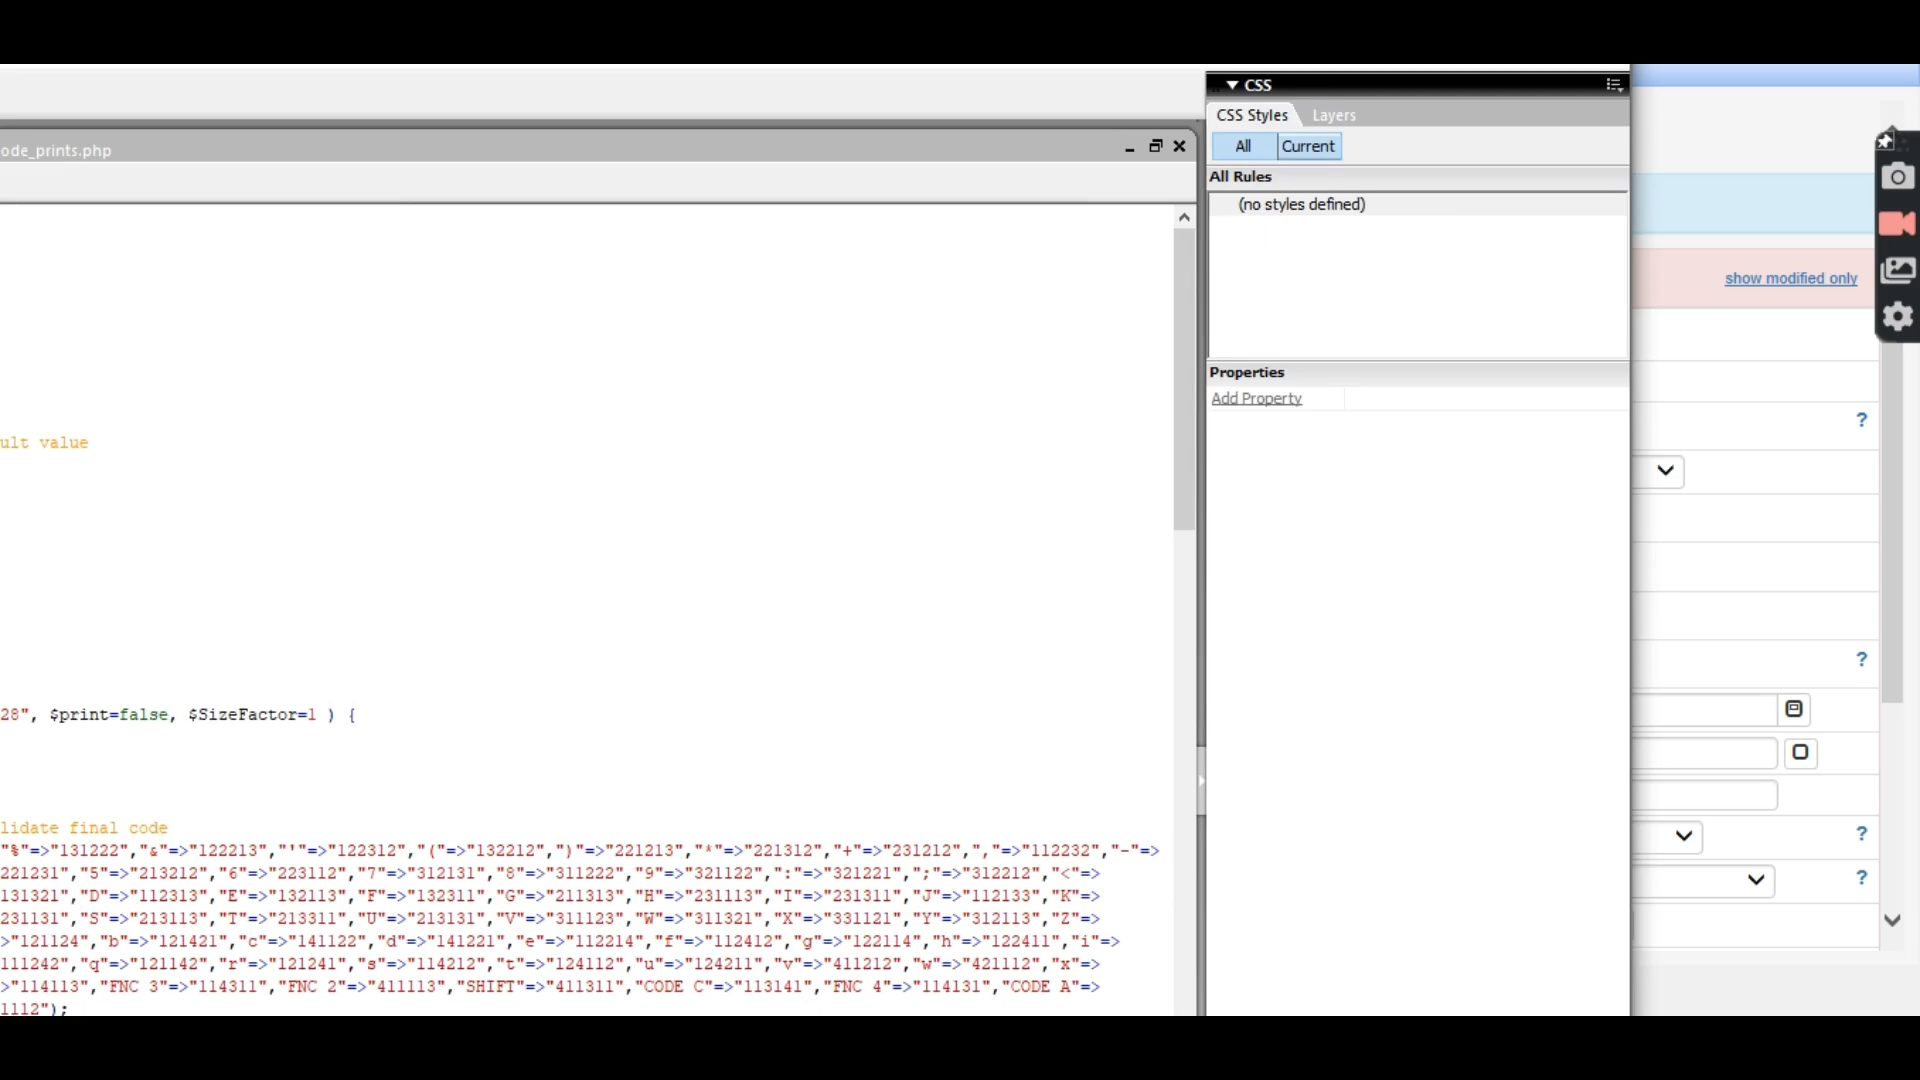 ode_prints.php
ult value
28", $print=false, $SizeFactor=1 ) {
lidate final code
"%"=>"131222","&"=>"122213","'"=>"122312","("=>"132212",")"=>"221213","*"=>"221312","+"=>"231212",","=>"112232","-"=>
221231","5"=>"213212","6"=>"223112","7"=>"312131","8"=>"311222","9"=>"321122",":"=>"321221",";"=>"312212","<"=>
131321","D"=>"112313","E"=>"132113","F"=>"132311","G"=>"211313","H"=>"231113","I"=>"231311","J"=>"112133","K"=>
231131","S"=>"213113","T"=>"213311","U"=>"213131","V"=>"311123","W"=>"311321","X"=>"331121","Y"=>"312113","Z"=>
>"121124","b"=>"121421","c"=>"141122","d"=>"141221","e"=>"112214","f"=>"112412","g"=>"122114","h"=>"122411","i"=>
111242","q"=>"121142","r"=>"121241","s"=>"114212","t"=>"124112","u"=>"124211","v"=>"411212","w"=>"421112","x"=>
>"114113","FNC 3"=>"114311","FNC 2"=>"411113","SHIFT"=>"411311","CODE C"=>"113141","FNC 4"=>"114131","CODE A"=>
1112");
CSS
CSS Styles Layers
All Current
All Rules
(no styles defined)
Properties
Add Property
show modified only
?
?
?
?